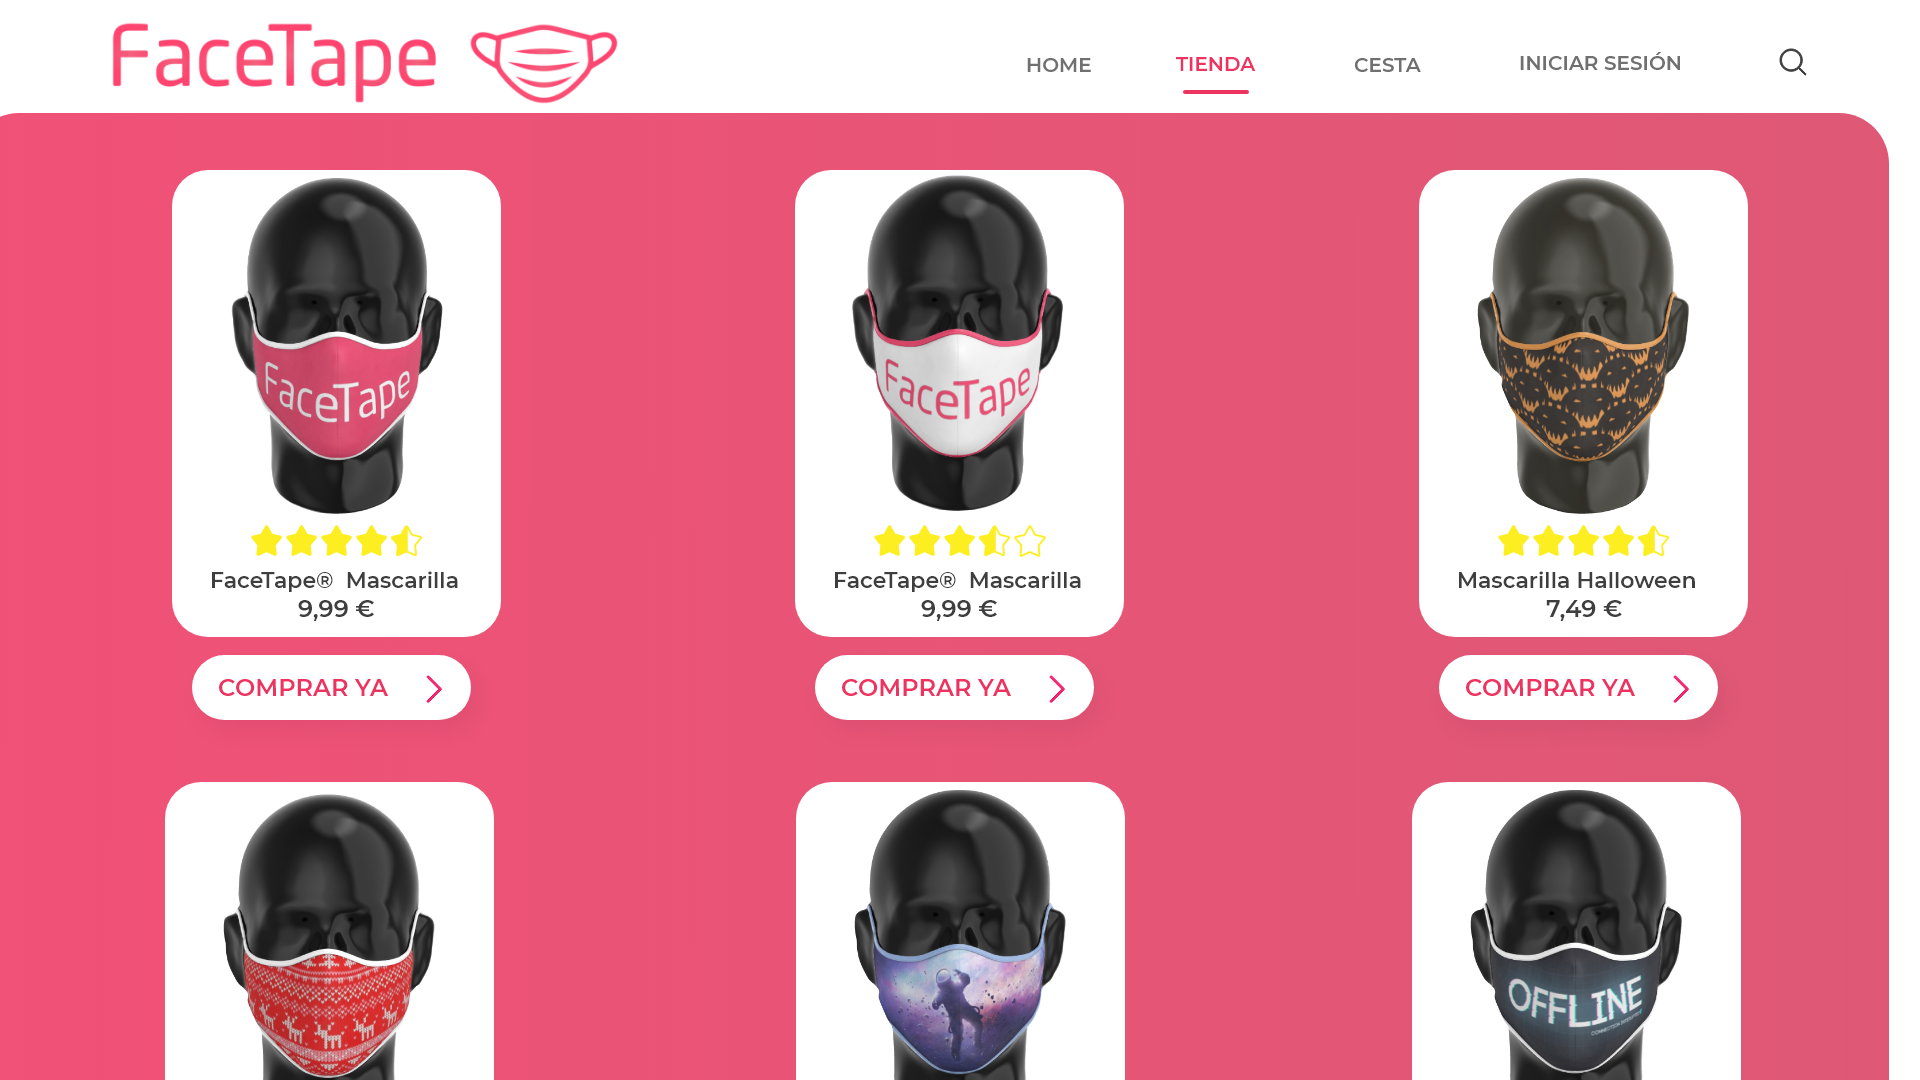 FaceTape
HOME
TIENDA
CESTA
INICIAR SESIÓN
FaceTape
FaceTape
FaceTape® Mascarilla
9,99 €
FaceTape® Mascarilla
9,99 €
Mascarilla Halloween
7,49 €
COMPRAR YA
COMPRAR YA
COMPRAR YA
OFFLINE